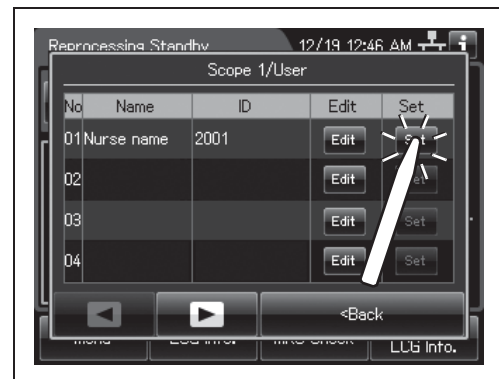 Reprocessing Standby 12/19 12:46 AM i
Scope 1/User
No Name ID Edit Set
01 Nurse name 2001 Edit Set
02 Edit
03 Edit Set
04 Edit Set
<Back
LCG Info.